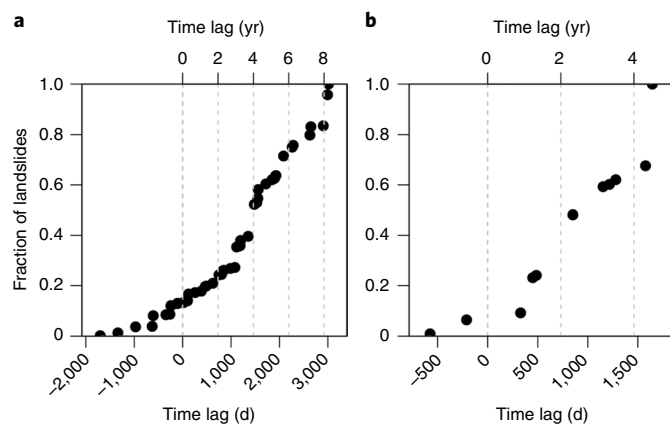 a
Time lag (yr)
0 2 4 6 8
1.0
0.8
0.6
0.4
0.2
0
Fraction of landslides
–2,000 –1,000 0 1,000 2,000 3,000
Time lag (d)
b
Time lag (yr)
0 2 4
1.0
0.8
0.6
0.4
0.2
0
–500 0 500 1,000 1,500
Time lag (d)